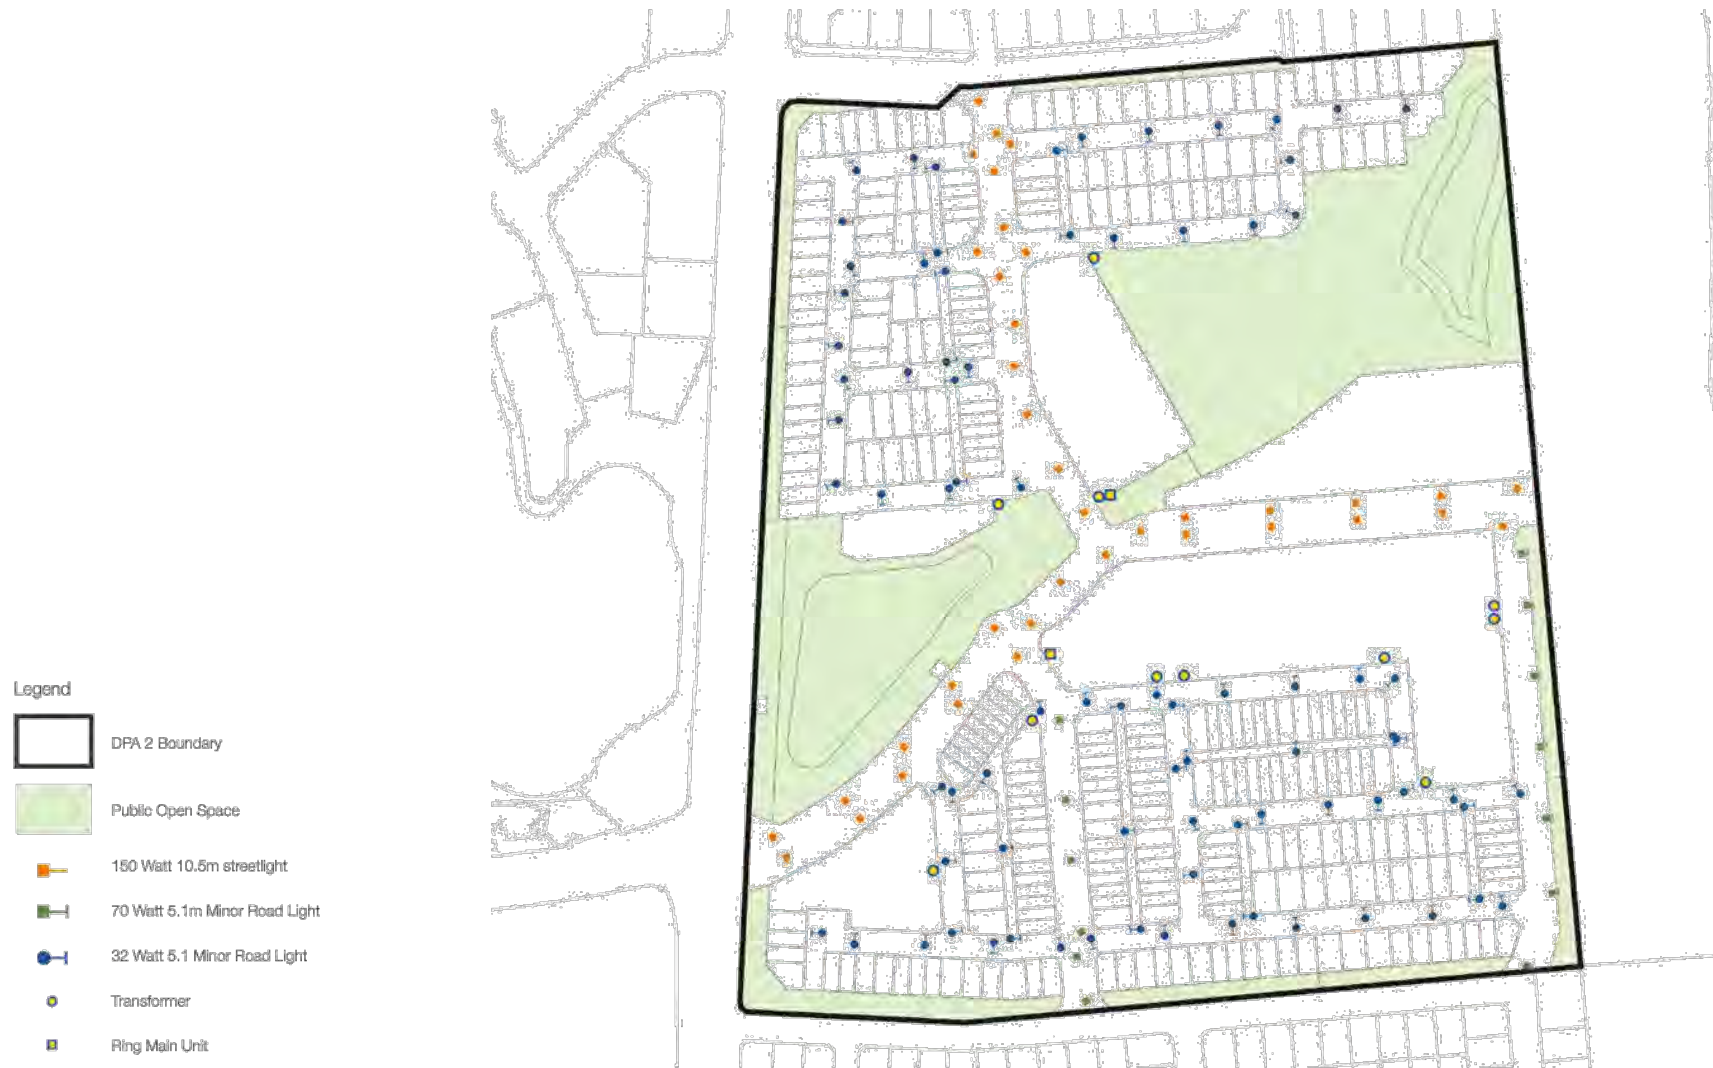 Legend
DPA 2 Boundary
Public Open Space
150 Watt 10.5m streetlight
70 Watt 5.1m Minor Road Light
32 Watt 5.1 Minor Road Light
Transformer
Ring Main Unit